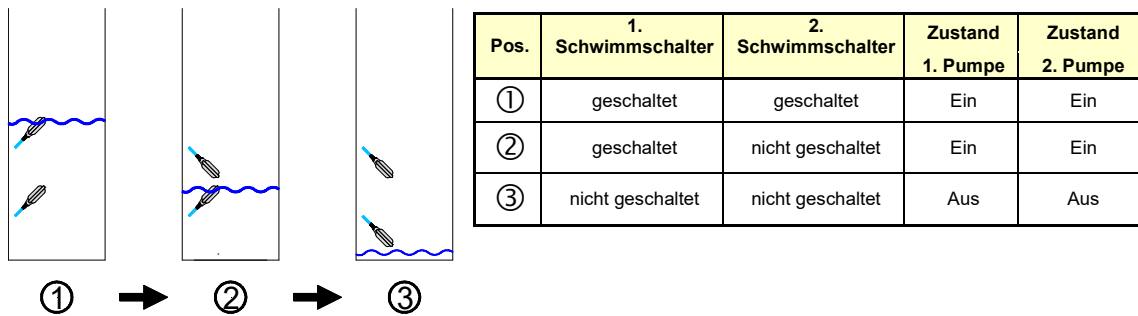 Pos. 1. Schwimmschalter 2. Schwimmschalter Zustand 1. Pumpe Zustand 2. Pumpe
① geschaltet geschaltet Ein Ein
② geschaltet nicht geschaltet Ein Ein
③ nicht geschaltet nicht geschaltet Aus Aus
① ② ③